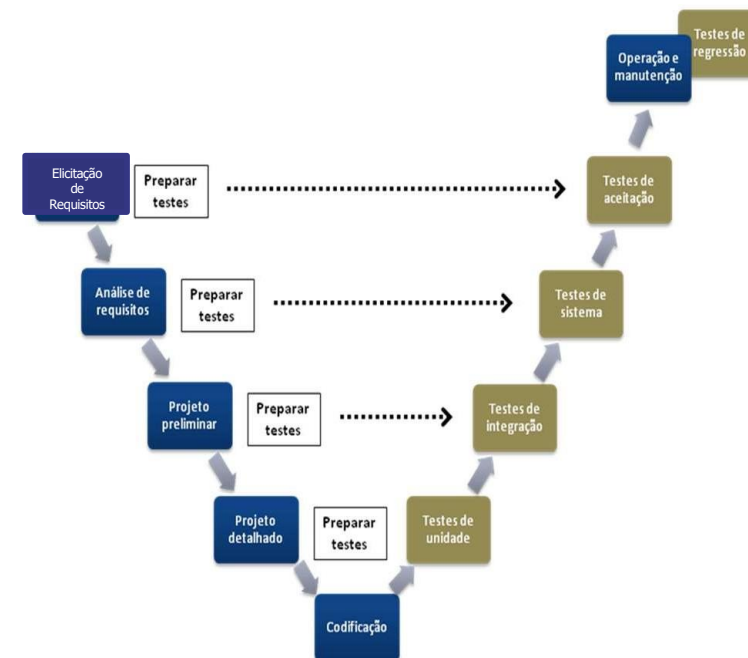 Testes de
regressão
Operação e
manutenção
Elicitação
de
Requisitos
Preparar
testes
Testes de
aceitação
Análise de
requisitos
Preparar
testes
Testes de
sistema
Projeto
preliminar
Preparar
testes
Testes de
integração
Projeto
detalhado
Preparar
testes
Testes de
unidade
Codificação